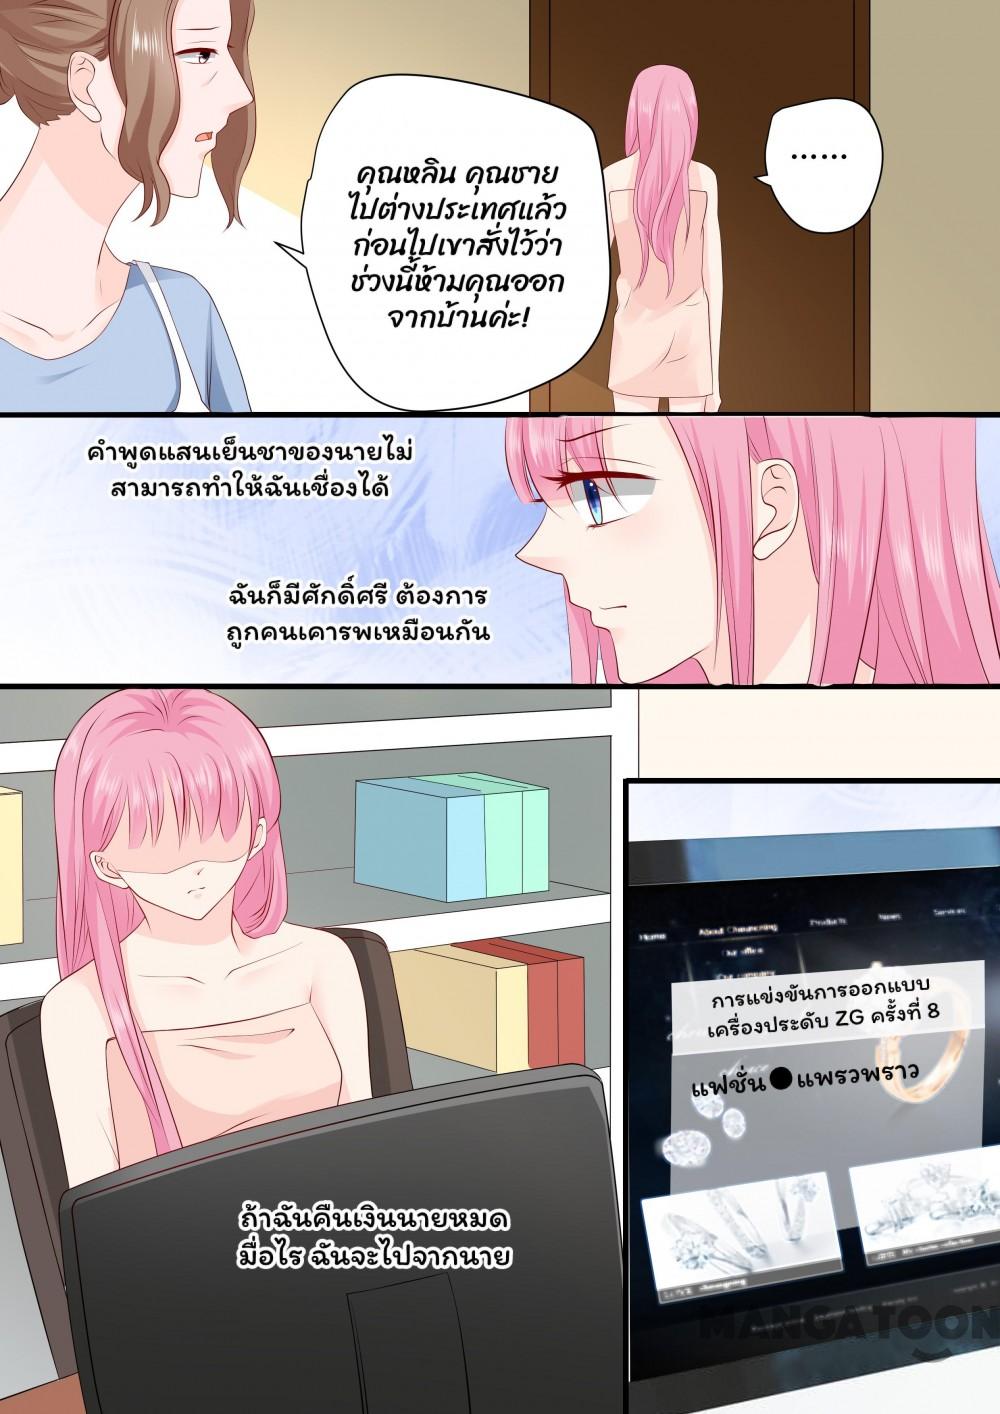 คุณหลิน คุณชาย
ไปต่างประเทศแล้ว
ก่อนไปเขาสั่งไว้ว่า
ช่วงนี้ห้ามคุณออก
จากบ้านค่ะ!
......
คำพูดแสนเย็นชาของนายไม่
สามารถทำให้ฉันเชื่องได้
ฉันก็มีศักดิ์ศรี ต้องการ
ถูกคนเคารพเหมือนกัน
Home
Products
News
Services
Our office
Our company
การแข่งขันการออกแบบ
เครื่องประดับ ZG ครั้งที่ 8
แฟชั่น●แพรวพราว
ถ้าฉันคืนเงินนายหมด
มื่อไร ฉันจะไปจากนาย
MANGATOON